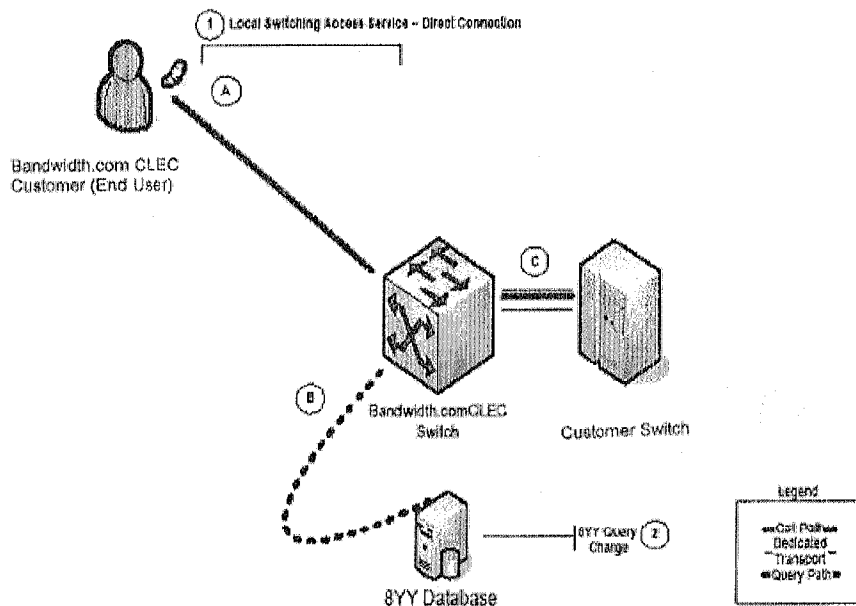 1 Local Switching Access Service – Direct Connection
A
Bandwidth.com CLEC
Customer (End User)
C
B
Bandwidth.comCLEC
Switch
Customer Switch
8YY Query
Charge
2
8YY Database
Legend
Call Path
Dedicated
Transport
Query Path